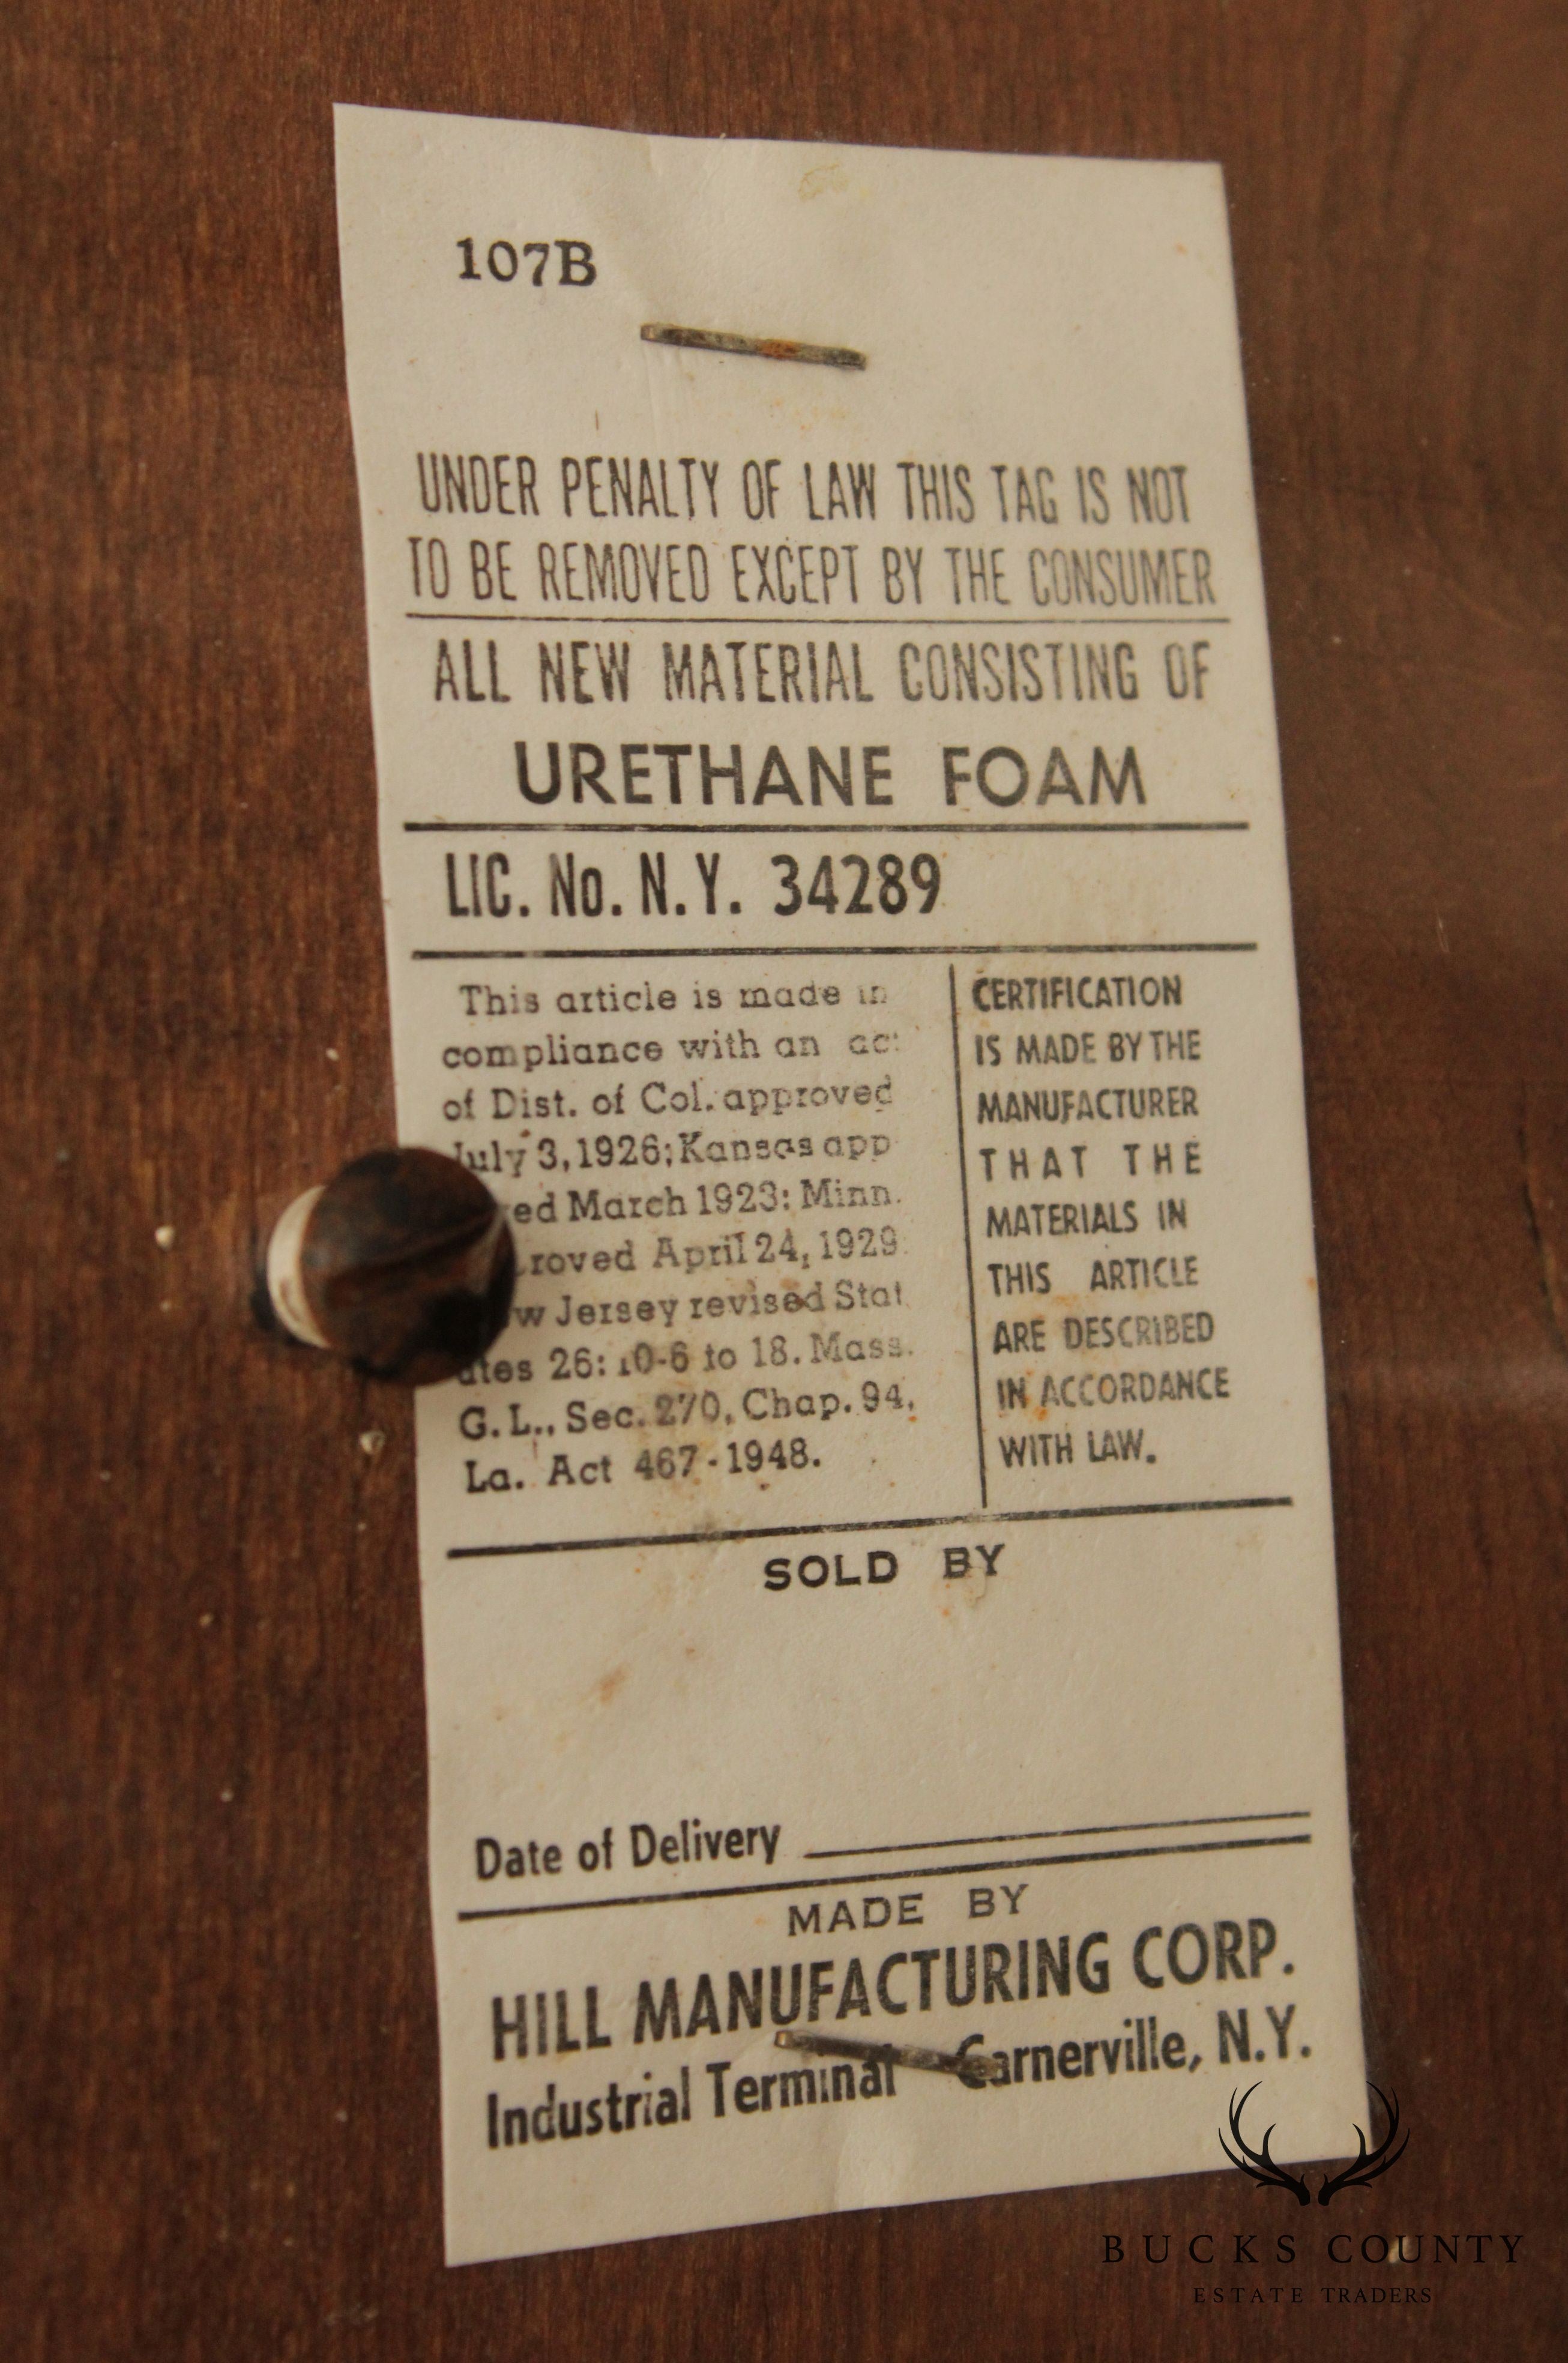 107B
UNDER PENALTY OF LAW THIS TAG IS NOT
TO BE REMOVED EXCEPT BY THE CONSUMER
ALL NEW MATERIAL CONSISTING OF
URETHANE FOAM
LIC. No. N.Y. 34289
This article is made in
compliance with an ac
of Dist. of Col. approved
July 3, 1926; Kansas app
ed March 1923: Minn.
roved April 24, 1929
w Jersey revised Stat
utes 26: 10-6 to 18. Mass.
G. L., Sec. 270, Chap. 94,
La. Act 467-1948.
CERTIFICATION
IS MADE BY THE
MANUFACTURER
THAT THE
MATERIALS IN
THIS ARTICLE
ARE DESCRIBED
IN ACCORDANCE
WITH LAW.
SOLD BY
Date of Delivery
MADE BY
HILL MANUFACTURING CORP.
Industrial Terminal Garnerville, N.Y.
BUCKS COUNTY
ESTATE TRADERS